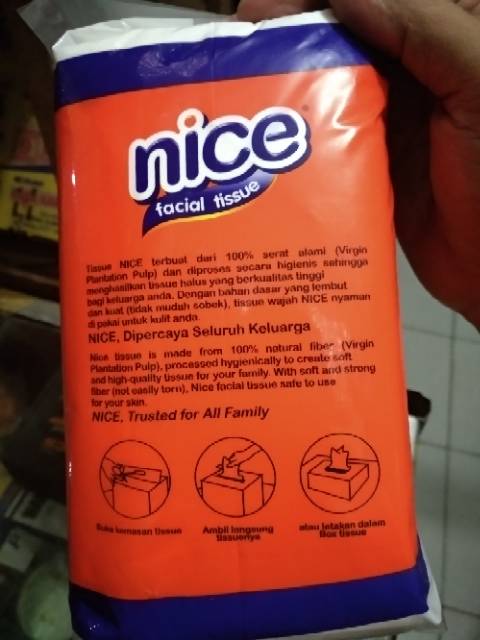 nice
facial tissue
Tissue NICE terbuat dari 100% serat alami (Virgin
Plantation Pulp) dan diproses secara higienis sehingga
menghasilkan tissue halus yang berkualitas tinggi
bagi keluarga anda. Dengan bahan dasar yang lembut
dan kuat (tidak mudah sobek), tissue wajah NICE nyaman
di pakai untuk kulit anda.
NICE, Dipercaya Seluruh Keluarga
Nice tissue is made from 100% natural fiber (Virgin
Plantation Pulp), processed hygienically to create soft
and high-quality tissue for your family. With soft and strong
fiber (not easily torn), Nice facial tissue safe to use
for your skin.
NICE, Trusted for All Family
Buka kemasan tissue
Ambil langsung
tissuenya
atau letakan dalam
Box tissue